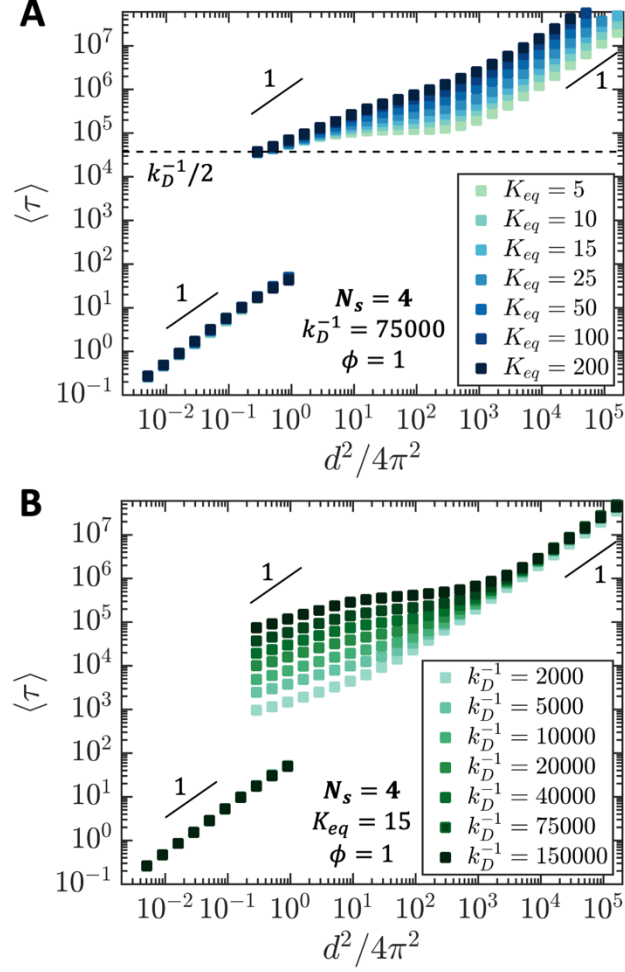 A
10^7
10^6
10^5
10^4
10^3
10^2
10^1
10^0
10^-1
⟨τ⟩
1
1
k_D^-1/2
1
N_s = 4
k_D^-1 = 75000
ϕ = 1
K_eq = 5
K_eq = 10
K_eq = 15
K_eq = 25
K_eq = 50
K_eq = 100
K_eq = 200
10^-2 10^-1 10^0 10^1 10^2 10^3 10^4 10^5
d^2/4π^2
B
10^7
10^6
10^5
10^4
10^3
10^2
10^1
10^0
10^-1
⟨τ⟩
1
1
1
N_s = 4
K_eq = 15
ϕ = 1
k_D^-1 = 2000
k_D^-1 = 5000
k_D^-1 = 10000
k_D^-1 = 20000
k_D^-1 = 40000
k_D^-1 = 75000
k_D^-1 = 150000
10^-2 10^-1 10^0 10^1 10^2 10^3 10^4 10^5
d^2/4π^2